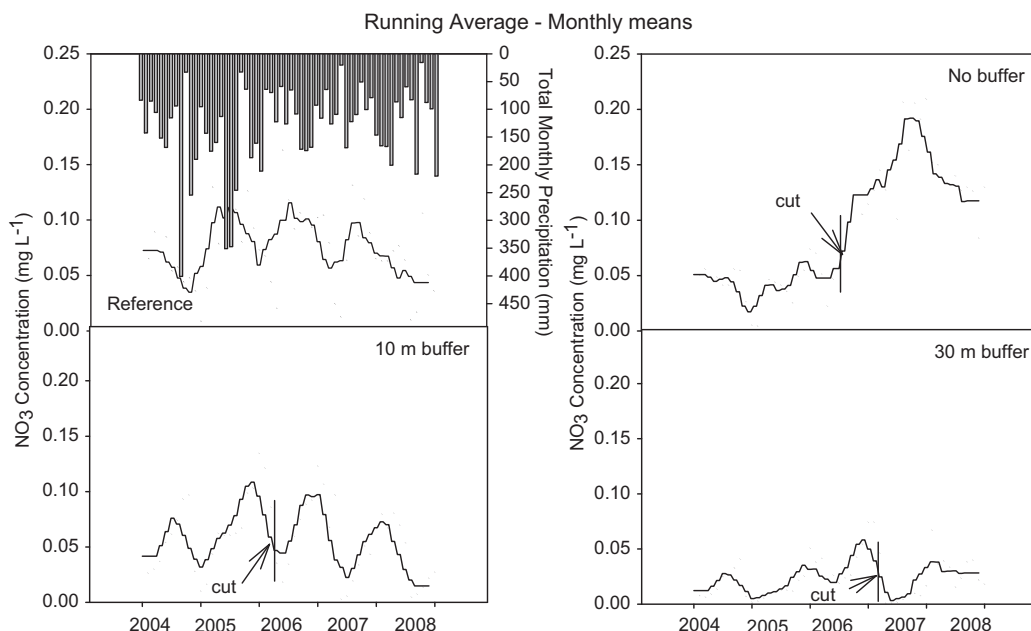 Running Average - Monthly means
0.25
0.20
0.15
0.10
0.05
0.00
NO3 Concentration (mg L-1)
Reference
0
50
100
150
200
250
300
350
400
450
Total Monthly Precipitation (mm)
0.25
0.20
0.15
0.10
0.05
0.00
NO3 Concentration (mg L-1)
No buffer
cut
10 m buffer
0.20
0.15
0.10
0.05
0.00
cut
2004 2005 2006 2007 2008
30 m buffer
0.20
0.15
0.10
0.05
0.00
cut
2004 2005 2006 2007 2008